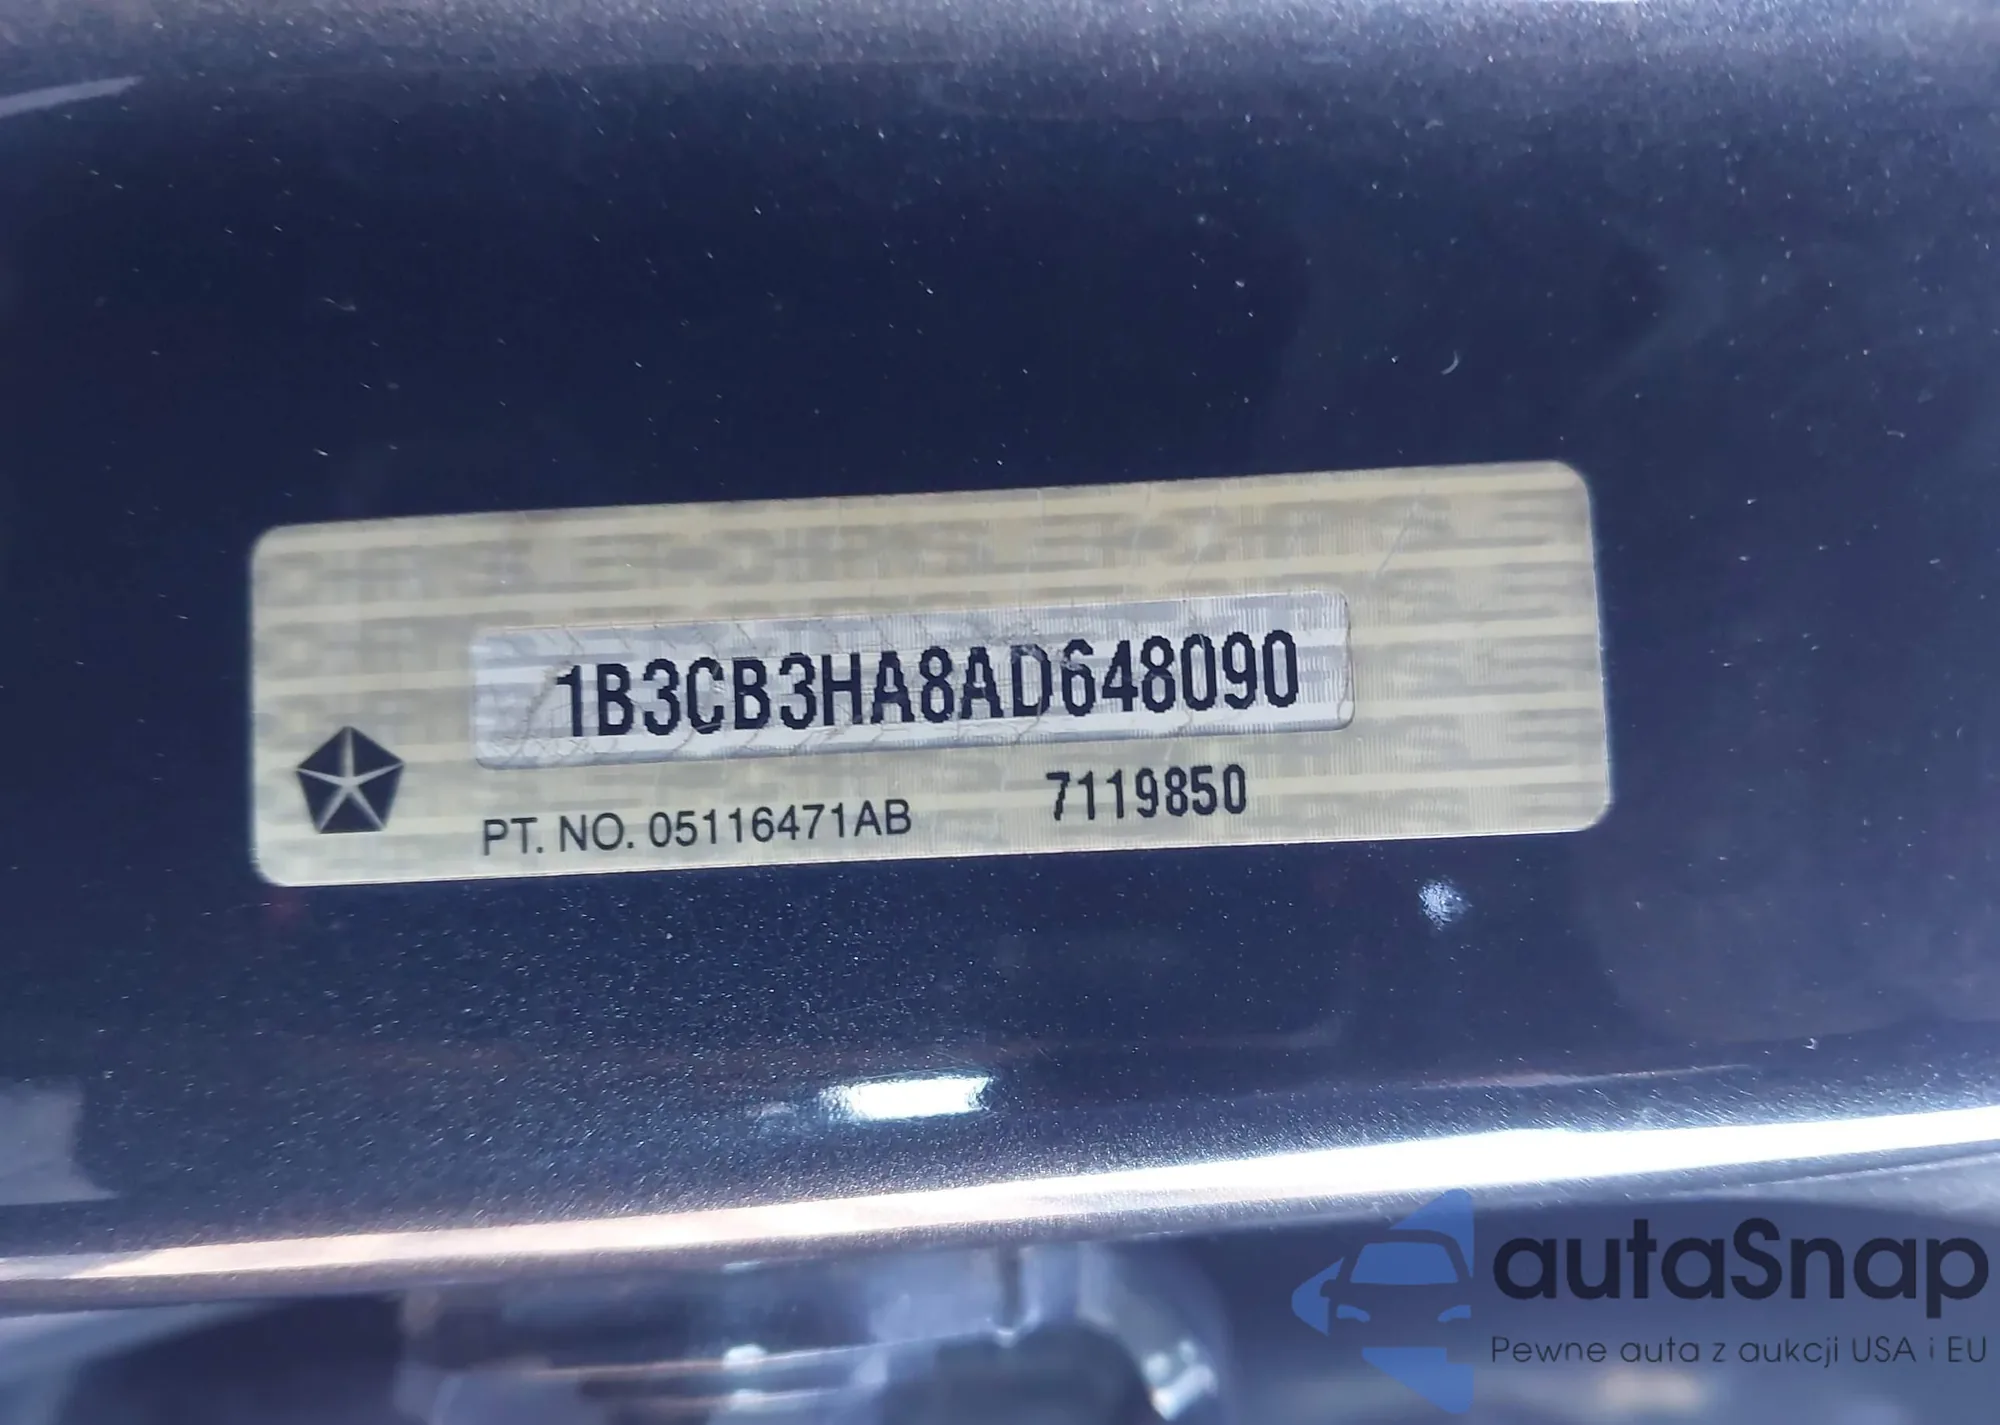 1B3CB3HA8AD648090
PT. NO. 05116471AB 7119850
autaSnap
Pewne auta z aukcji USA i EU